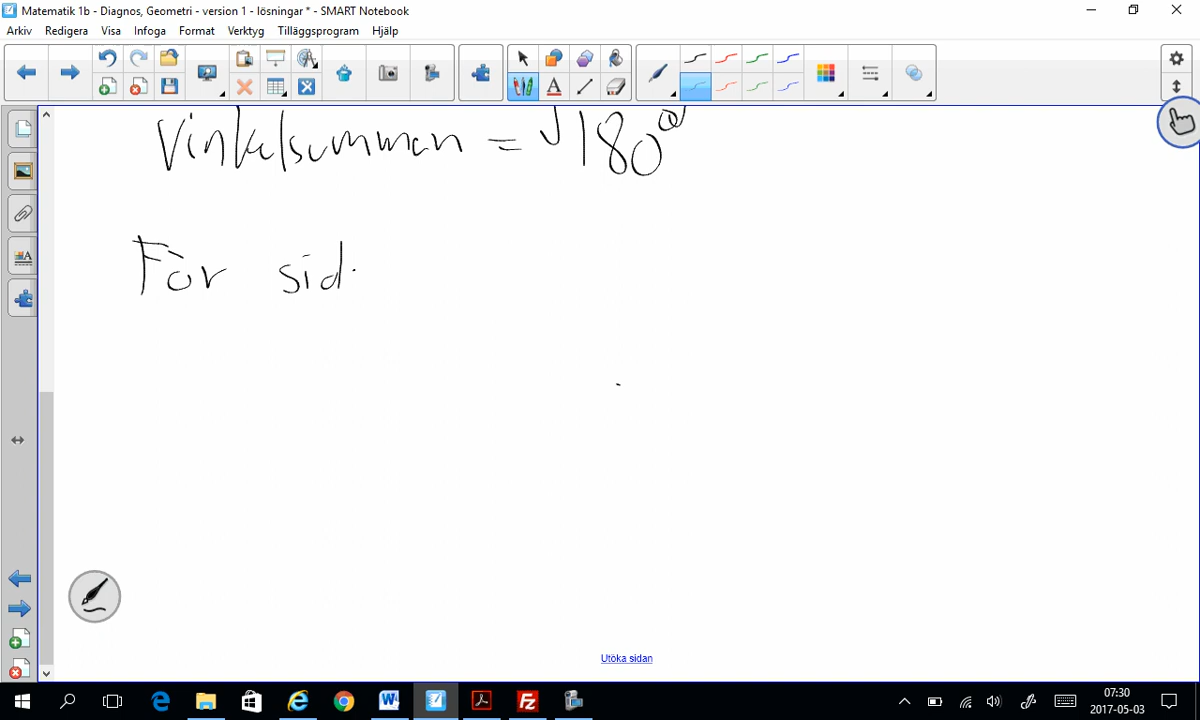 Matematik 1b - Diagnos, Geometri - version 1 - lösningar * - SMART Notebook
Arkiv Redigera Visa Infoga Format Verktyg Tilläggsprogram Hjälp
Vinkelsumman = 180°
För sid
Utöka sidan
07:30
2017-05-03